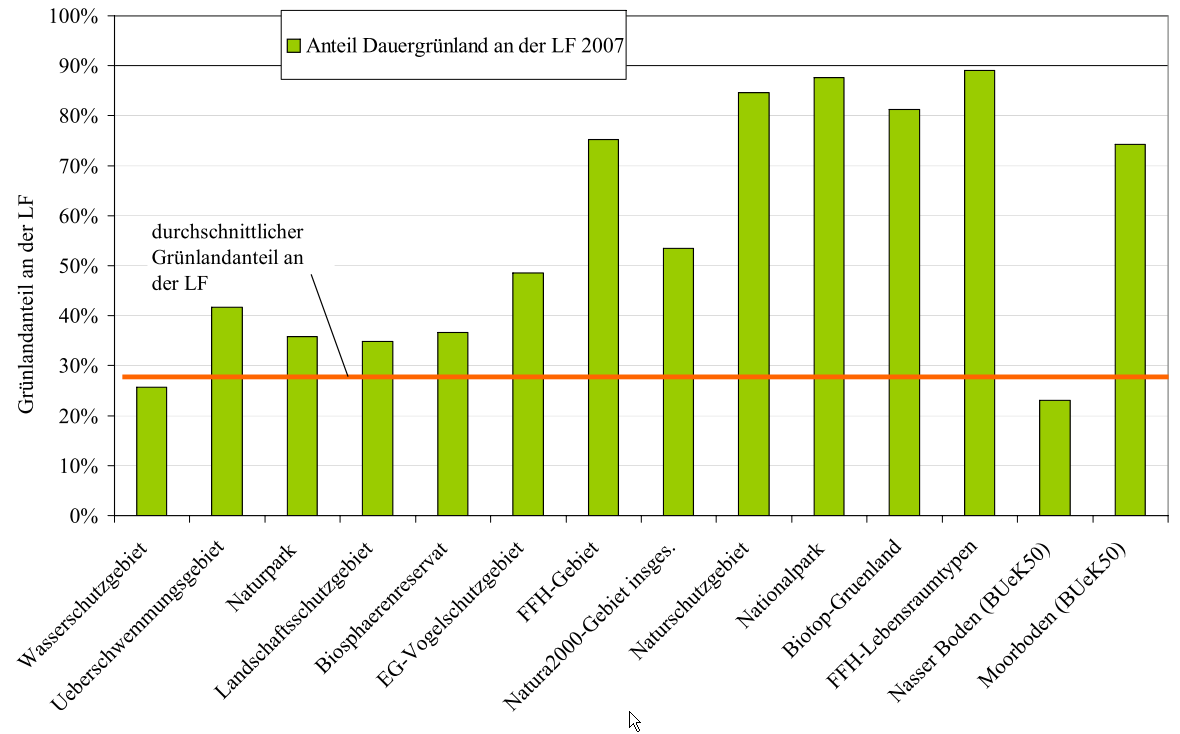 Anteil Dauergrünland an der LF 2007
Grünlandanteil an der LF
100%
90%
80%
70%
60%
50%
40%
30%
20%
10%
0%
durchschnittlicher
Grünlandanteil an
der LF
Wasserschutzgebiet
Ueberschwemmungsgebiet
Naturpark
Landschaftsschutzgebiet
Biosphaerenreservat
EG-Vogelschutzgebiet
FFH-Gebiet
Natura2000-Gebiet insges.
Naturschutzgebiet
Nationalpark
Biotop-Gruenland
FFH-Lebensraumtypen
Nasser Boden (BUeK50)
Moorboden (BUeK50)